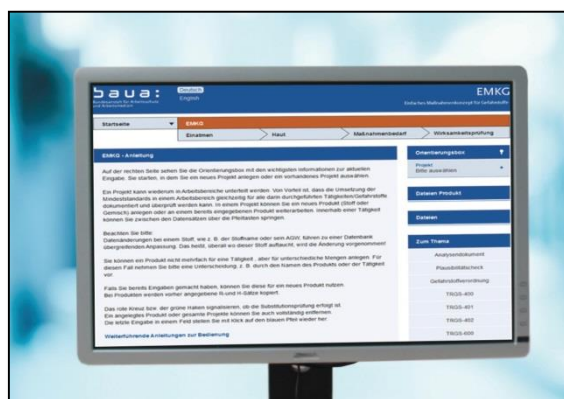 baua:
Bundesanstalt für Arbeitsschutz
und Arbeitsmedizin
Deutsch
English
EMKG
Einfaches Maßnahmenkonzept für Gefahrstoffe
Startseite
EMKG
Einatmen
Haut
Maßnahmenbedarf
Wirksamkeitsprüfung
EMKG - Anleitung
Auf der rechten Seite sehen Sie die Orientierungsbox mit den wichtigsten Informationen zur aktuellen
Eingabe. Sie starten, in dem Sie ein neues Projekt anlegen oder ein vorhandenes Projekt auswählen.
Ein Projekt kann wiederum in Arbeitsbereiche unterteilt werden. Von Vorteil ist, dass die Umsetzung der
Mindeststandards in einem Arbeitsbereich gleichzeitig für alle darin durchgeführten Tätigkeiten/Gefahrstoffe
dokumentiert und überprüft werden kann. In einem Projekt können Sie ein neues Produkt (Stoff oder
Gemisch) anlegen oder an einem bereits eingegebenen Produkt weiterarbeiten. Innerhalb einer Tätigkeit
können Sie zwischen den Datensätzen über die Pfeiltasten springen.
Beachten Sie bitte:
Datenänderungen bei einem Stoff, wie z. B. der Stoffname oder sein AGW, führen zu einer Datenbank
übergreifenden Anpassung. Das heißt, überall wo dieser Stoff auftaucht, wird die Änderung vorgenommen!
Sie können ein Produkt nicht mehrfach für eine Tätigkeit, aber für unterschiedliche Mengen anlegen. Für
diesen Fall nehmen Sie bitte eine Unterscheidung, z. B. durch den Namen des Produktes oder der Tätigkeit
vor.
Falls Sie bereits Eingaben gemacht haben, können Sie diese für ein neues Produkt nutzen.
Bei Produkten werden vorher angegebene R-und H-Sätze kopiert.
Das rote Kreuz bzw. der grüne Haken signalisieren, ob die Substitutionsprüfung erfolgt ist.
Ein angelegtes Produkt oder gesamte Projekte können Sie auch vollständig entfernen.
Die letzte Eingabe in einem Feld stellen Sie mit Klick auf den blauen Pfeil wieder her.
Weiterführende Anleitungen zur Bedienung
Orientierungsbox
Projekt
Bitte auswählen
Dateien Produkt
Dateien
Zum Thema
Analysendokument
Plausibilitätscheck
Gefahrstoffverordnung
TRGS-400
TRGS-401
TRGS-402
TRGS-600